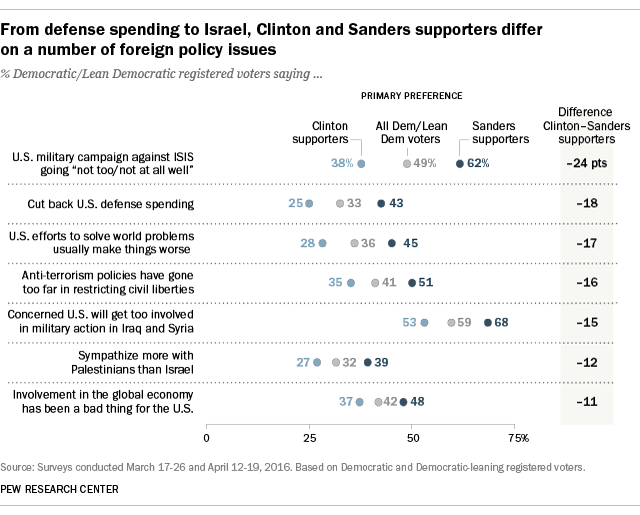 From defense spending to Israel, Clinton and Sanders supporters differ
on a number of foreign policy issues
% Democratic/Lean Democratic registered voters saying ...
PRIMARY PREFERENCE
Clinton
supporters
All Dem/Lean
Dem voters
Sanders
supporters
Difference
Clinton–Sanders
supporters
U.S. military campaign against ISIS
going “not too/not at all well”
38% 49% 62% –24 pts
Cut back U.S. defense spending
25 33 43 –18
U.S. efforts to solve world problems
usually make things worse
28 36 45 –17
Anti-terrorism policies have gone
too far in restricting civil liberties
35 41 51 –16
Concerned U.S. will get too involved
in military action in Iraq and Syria
53 59 68 –15
Sympathize more with
Palestinians than Israel
27 32 39 –12
Involvement in the global economy
has been a bad thing for the U.S.
37 42 48 –11
0 25 50 75%
Source: Surveys conducted March 17-26 and April 12-19, 2016. Based on Democratic and Democratic-leaning registered voters.
PEW RESEARCH CENTER